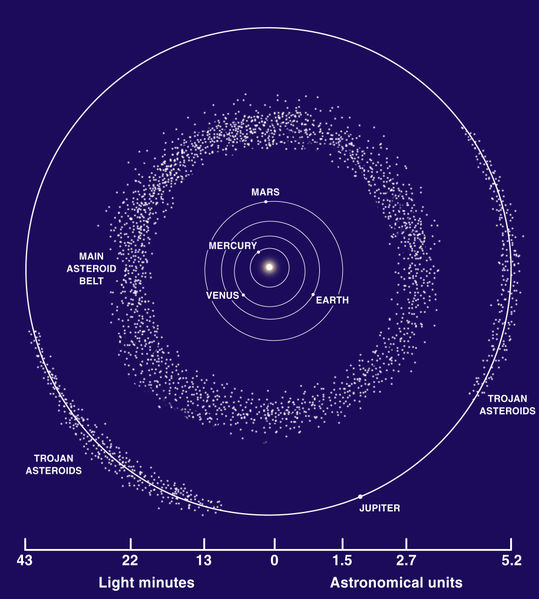 MARS
MERCURY
MAIN
ASTEROID
BELT
VENUS
EARTH
TROJAN
ASTEROIDS
TROJAN
ASTEROIDS
JUPITER
43 22 13 0 1.5 2.7 5.2
Light minutes Astronomical units